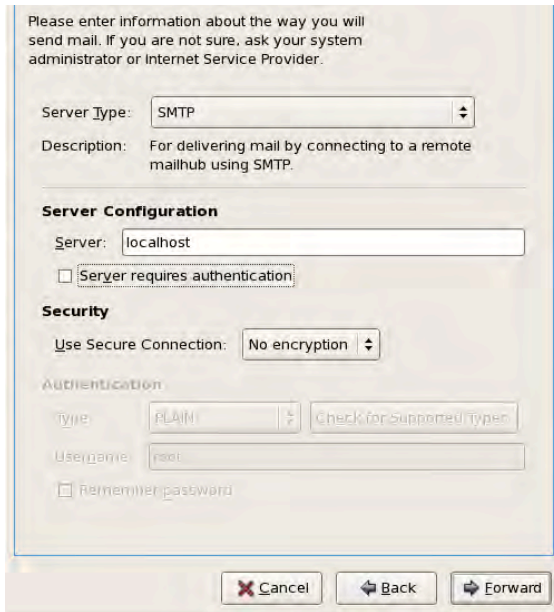 Please enter information about the way you will
send mail. If you are not sure, ask your system
administrator or Internet Service Provider.
Server Type: SMTP
Description: For delivering mail by connecting to a remote
mailhub using SMTP.
Server Configuration
Server: localhost
Server requires authentication
Security
Use Secure Connection: No encryption
Authentication
Type: PLAIN Check for Supported Types
Username: root
Remember password
Cancel Back Forward